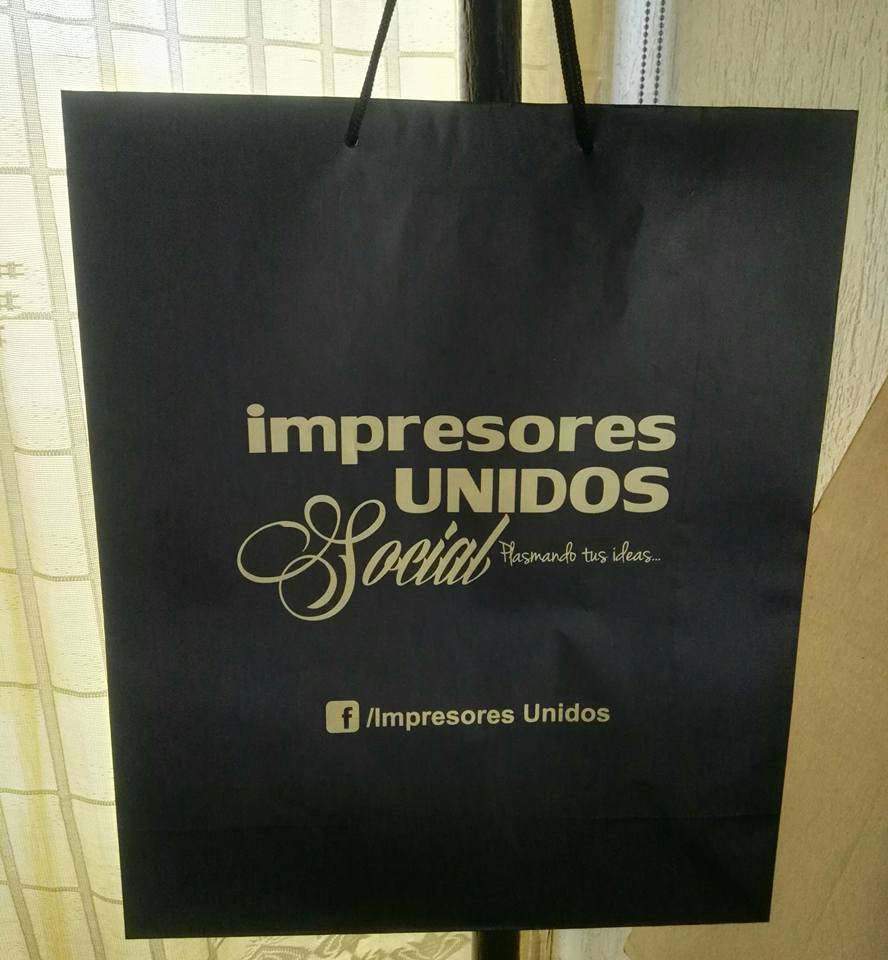 impresores
UNIDOS
Social Plasmando tus ideas...
f /Impresores Unidos